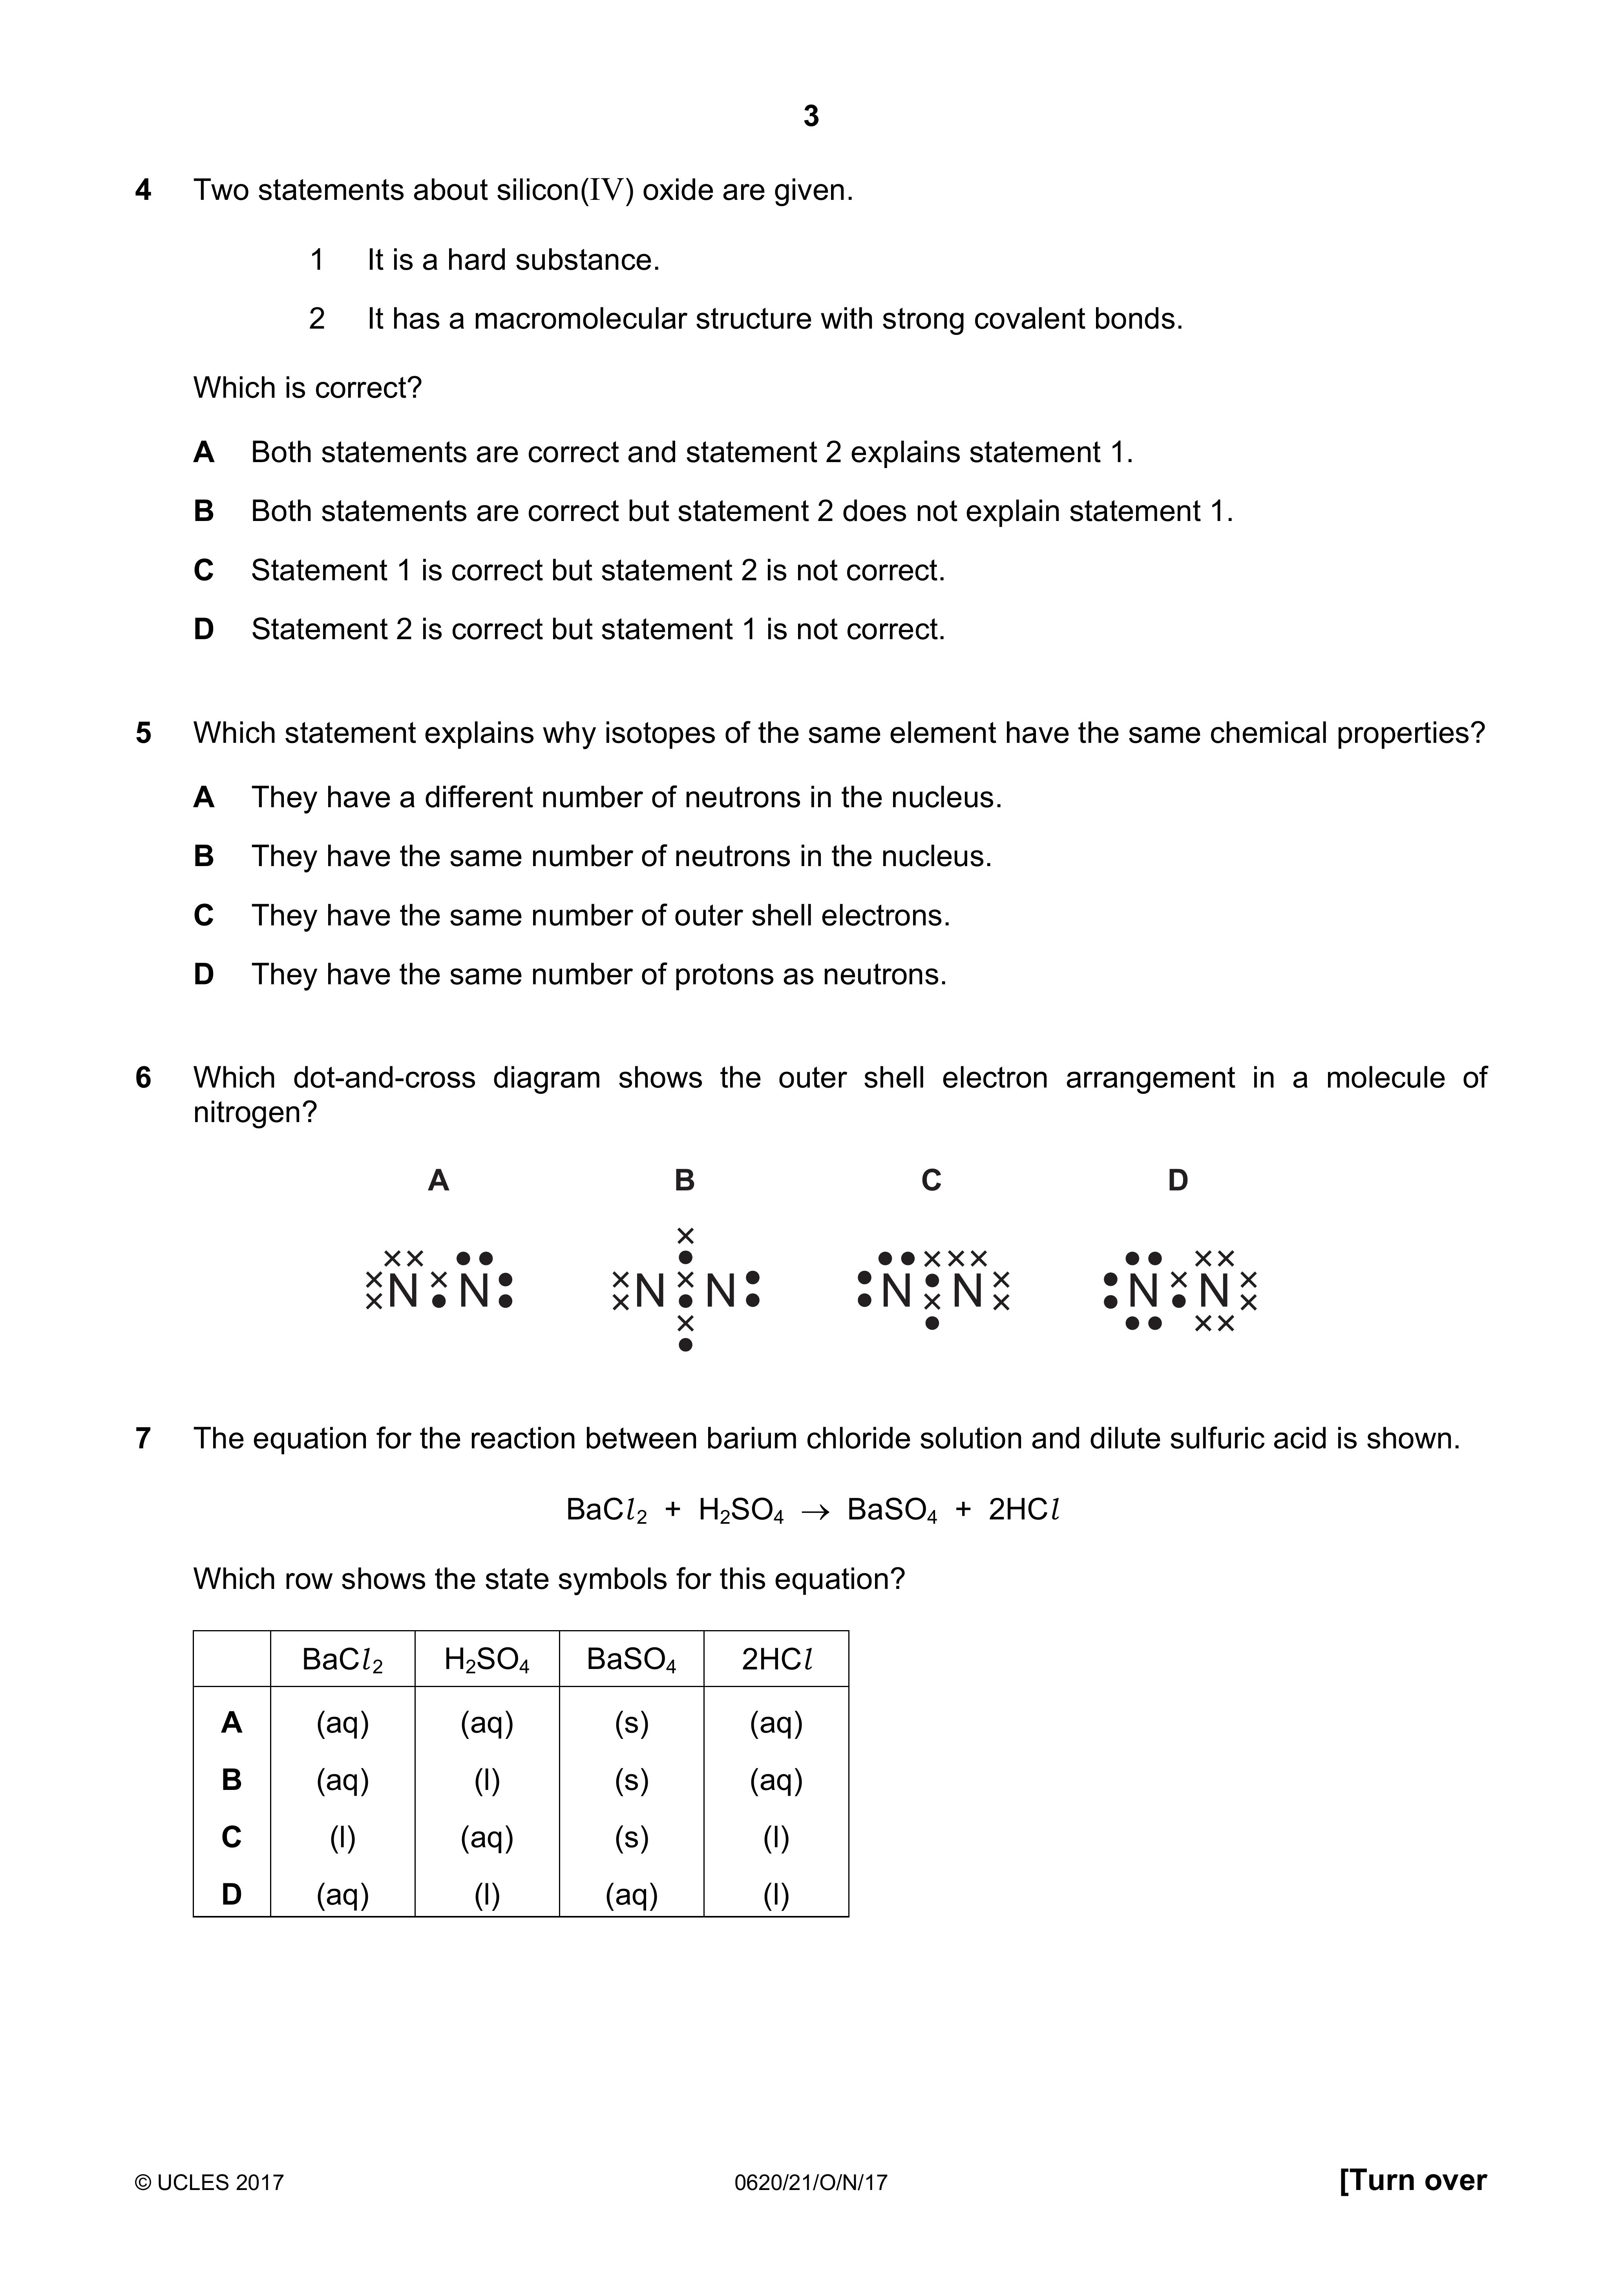 3
4 Two statements about silicon(IV) oxide are given.
1 It is a hard substance.
2 It has a macromolecular structure with strong covalent bonds.
Which is correct?
A Both statements are correct and statement 2 explains statement 1.
B Both statements are correct but statement 2 does not explain statement 1.
C Statement 1 is correct but statement 2 is not correct.
D Statement 2 is correct but statement 1 is not correct.
5 Which statement explains why isotopes of the same element have the same chemical properties?
A They have a different number of neutrons in the nucleus.
B They have the same number of neutrons in the nucleus.
C They have the same number of outer shell electrons.
D They have the same number of protons as neutrons.
6 Which dot-and-cross diagram shows the outer shell electron arrangement in a molecule of
nitrogen?
A B C D
N N N N N N N N
7 The equation for the reaction between barium chloride solution and dilute sulfuric acid is shown.
BaCl₂ + H₂SO₄ → BaSO₄ + 2HCl
Which row shows the state symbols for this equation?
BaCl₂ H₂SO₄ BaSO₄ 2HCl
A (aq) (aq) (s) (aq)
B (aq) (l) (s) (aq)
C (l) (aq) (s) (l)
D (aq) (l) (aq) (l)
© UCLES 2017 0620/21/O/N/17 [Turn over